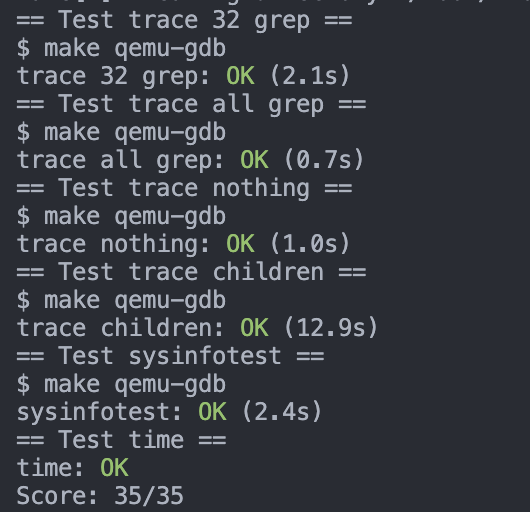 == Test trace 32 grep ==
$ make qemu-gdb
trace 32 grep: OK (2.1s)
== Test trace all grep ==
$ make qemu-gdb
trace all grep: OK (0.7s)
== Test trace nothing ==
$ make qemu-gdb
trace nothing: OK (1.0s)
== Test trace children ==
$ make qemu-gdb
trace children: OK (12.9s)
== Test sysinfotest ==
$ make qemu-gdb
sysinfotest: OK (2.4s)
== Test time ==
time: OK
Score: 35/35